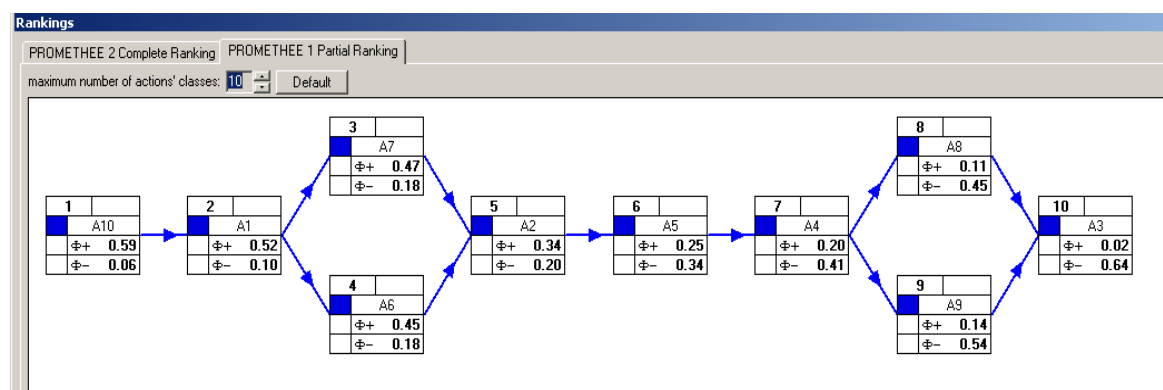 Rankings
PROMETHEE 2 Complete Ranking PROMETHEE 1 Partial Ranking
maximum number of actions' classes: 10 Default
1
A10
Φ+ 0.59
Φ− 0.06
2
A1
Φ+ 0.52
Φ− 0.10
3
A7
Φ+ 0.47
Φ− 0.18
4
A6
Φ+ 0.45
Φ− 0.18
5
A2
Φ+ 0.34
Φ− 0.20
6
A5
Φ+ 0.25
Φ− 0.34
7
A4
Φ+ 0.20
Φ− 0.41
8
A8
Φ+ 0.11
Φ− 0.45
9
A9
Φ+ 0.14
Φ− 0.54
10
A3
Φ+ 0.02
Φ− 0.64